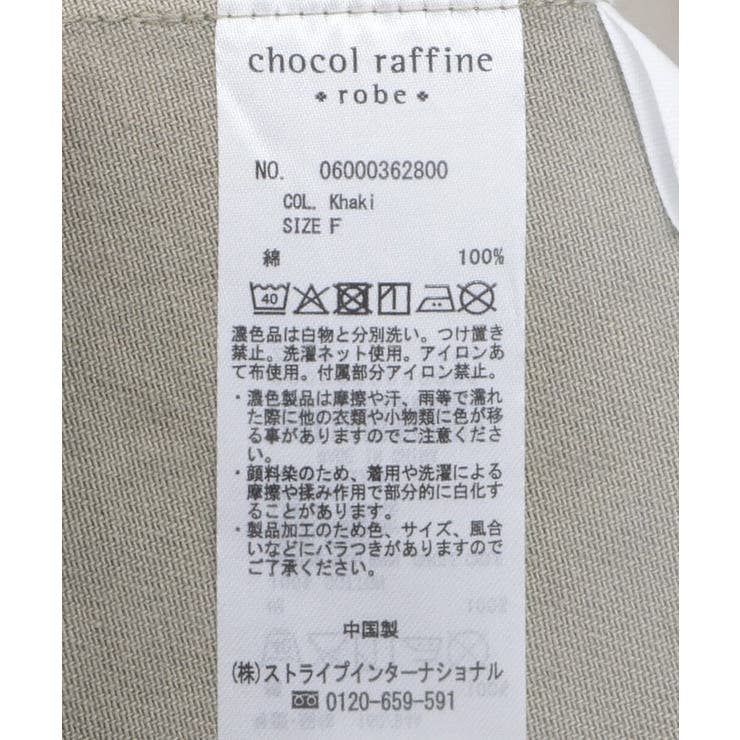 chocol raffine
robe
NO. 06000362800
COL. Khaki
SIZE F
綿 100%
40
濃色品は白物と分別洗い。つけ置き
禁止。洗濯ネット使用。アイロンあ
て布使用。付属部分アイロン禁止。
・濃色製品は摩擦や汗、雨等で濡れ
た際に他の衣類や小物類に色が移
る事がありますのでご注意くださ
い。
・顔料染のため、着用や洗濯による
摩擦や揉み作用で部分的に白化す
ることがあります。
・製品加工のため色、サイズ、風合
いなどにバラつきがありますので
ご了承ください。
中国製
(株)ストライプインターナショナル
0120-659-591